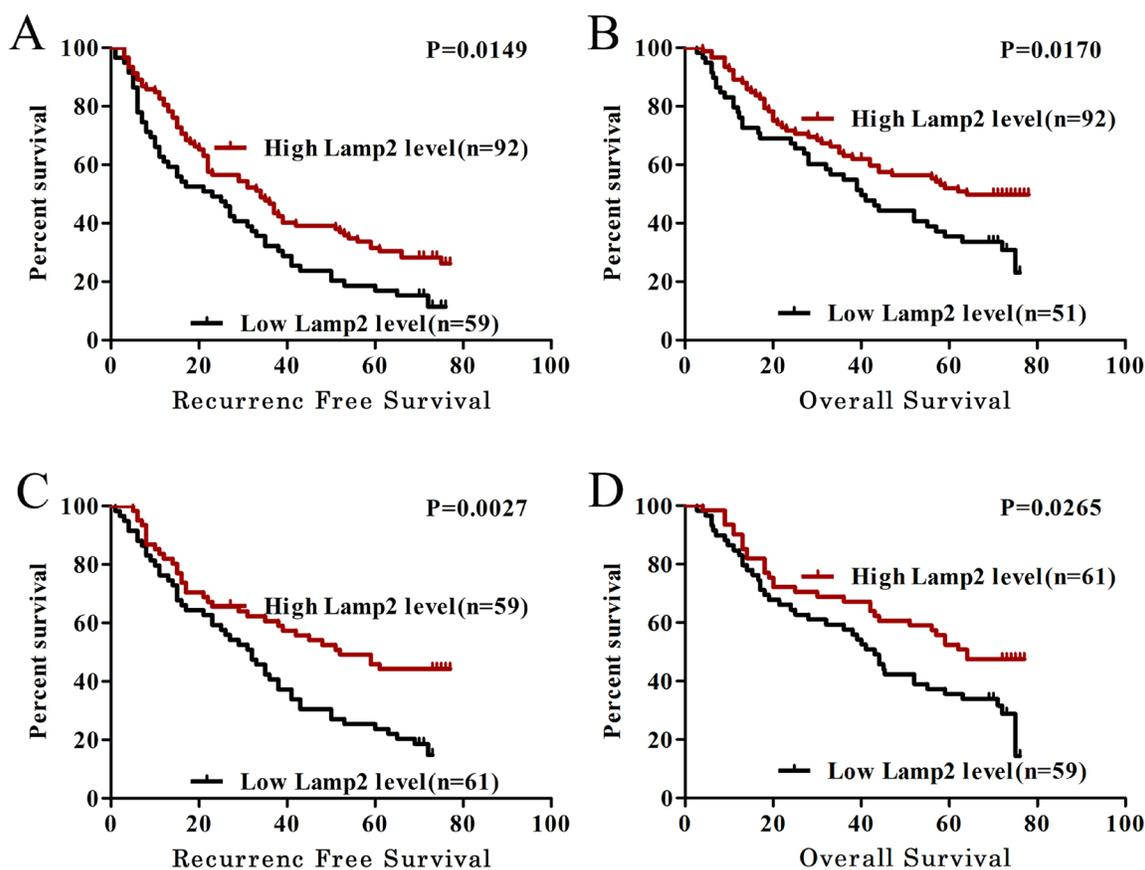 A
B
P=0.0149
P=0.0170
100
80
60
40
20
0
Percent survival
High Lamp2 level(n=92)
Low Lamp2 level(n=59)
0 20 40 60 80 100
Recurrenc Free Survival
100
80
60
40
20
0
Percent survival
High Lamp2 level(n=92)
Low Lamp2 level(n=51)
0 20 40 60 80 100
Overall Survival
C
D
P=0.0027
P=0.0265
100
80
60
40
20
0
Percent survival
High Lamp2 level(n=59)
Low Lamp2 level(n=61)
0 20 40 60 80 100
Recurrenc Free Survival
100
80
60
40
20
0
Percent survival
High Lamp2 level(n=61)
Low Lamp2 level(n=59)
0 20 40 60 80 100
Overall Survival